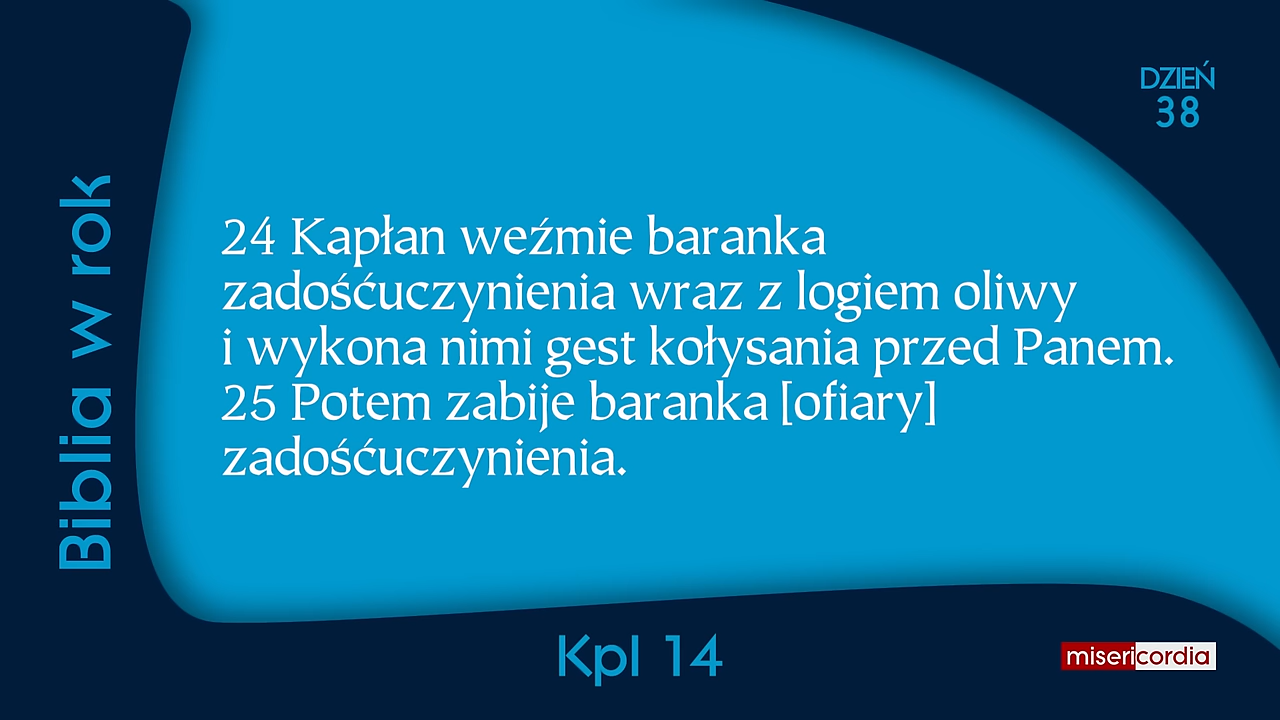 DZIEŃ
38
Biblia w rok
24 Kapłan weźmie baranka
zadośćuczynienia wraz z logiem oliwy
i wykona nimi gest kołysania przed Panem.
25 Potem zabije baranka [ofiary]
zadośćuczynienia.
Kpl 14
misericordia